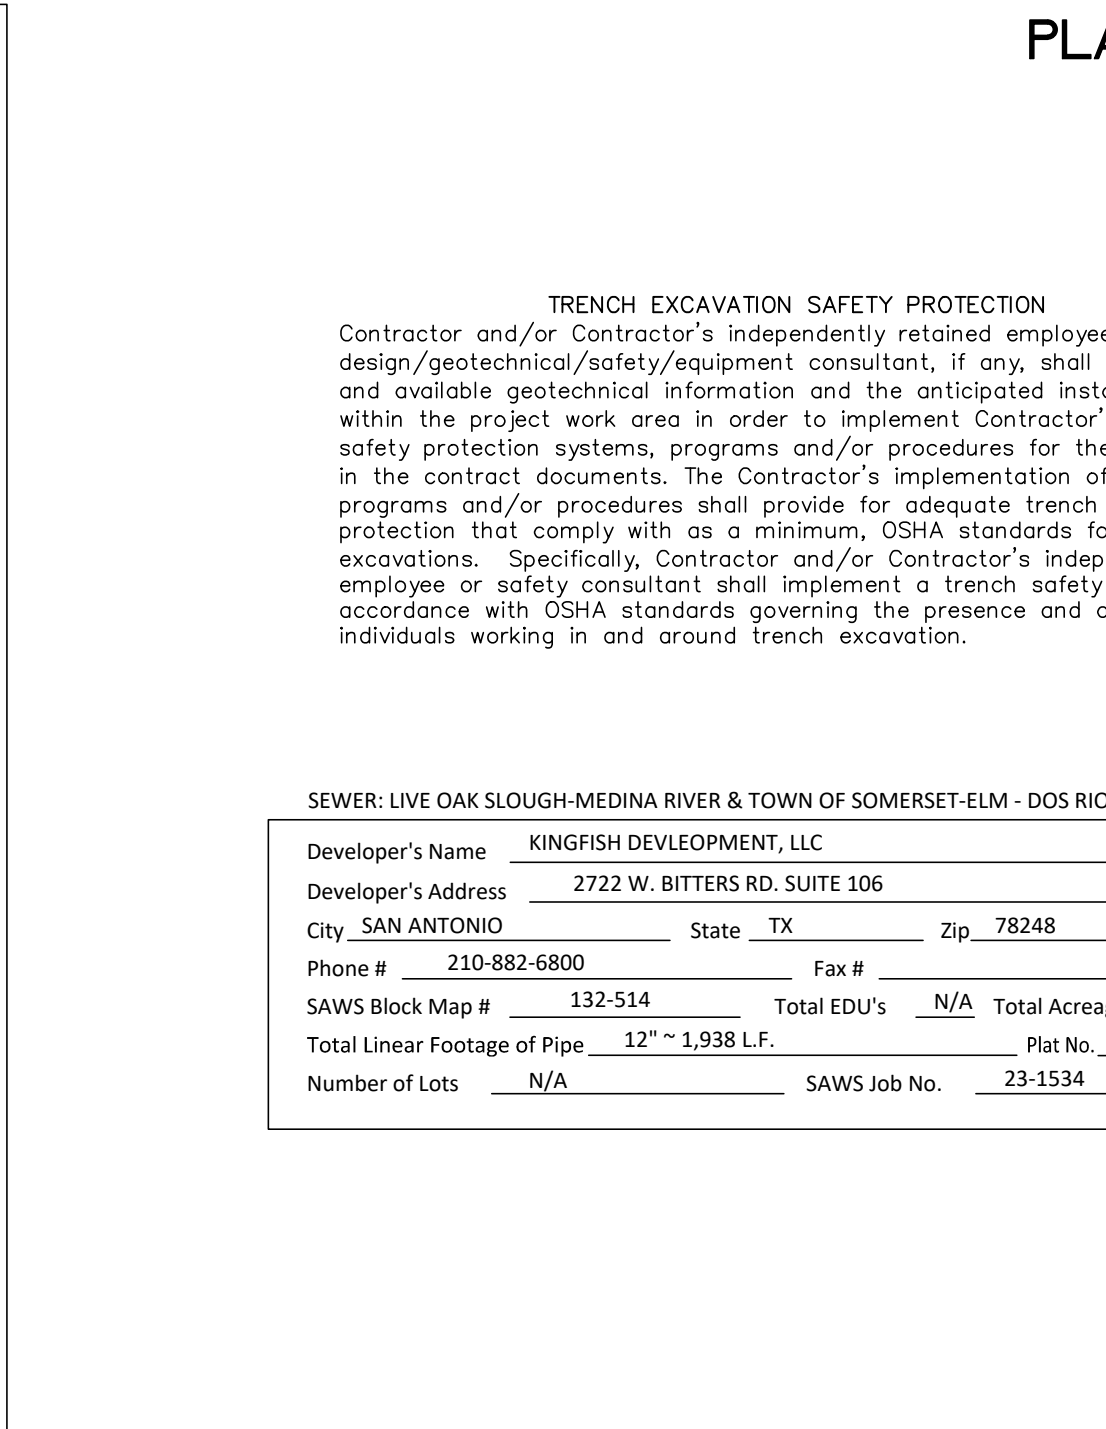 PLA
TRENCH EXCAVATION SAFETY PROTECTION
Contractor and/or Contractor's independently retained employee
design/geotechnical/safety/equipment consultant, if any, shall
and available geotechnical information and the anticipated insta
within the project work area in order to implement Contractor'
safety protection systems, programs and/or procedures for the
in the contract documents. The Contractor's implementation of
programs and/or procedures shall provide for adequate trench
protection that comply with as a minimum, OSHA standards fo
excavations. Specifically, Contractor and/or Contractor's indep
employee or safety consultant shall implement a trench safety
accordance with OSHA standards governing the presence and
individuals working in and around trench excavation.
SEWER: LIVE OAK SLOUGH-MEDINA RIVER & TOWN OF SOMERSET-ELM - DOS RIO
Developer's Name KINGFISH DEVLEOPMENT, LLC
Developer's Address 2722 W. BITTERS RD. SUITE 106
City SAN ANTONIO State TX Zip 78248
Phone # 210-882-6800 Fax #
SAWS Block Map # 132-514 Total EDU's N/A Total Acrea
Total Linear Footage of Pipe 12" ~ 1,938 L.F. Plat No.
Number of Lots N/A SAWS Job No. 23-1534